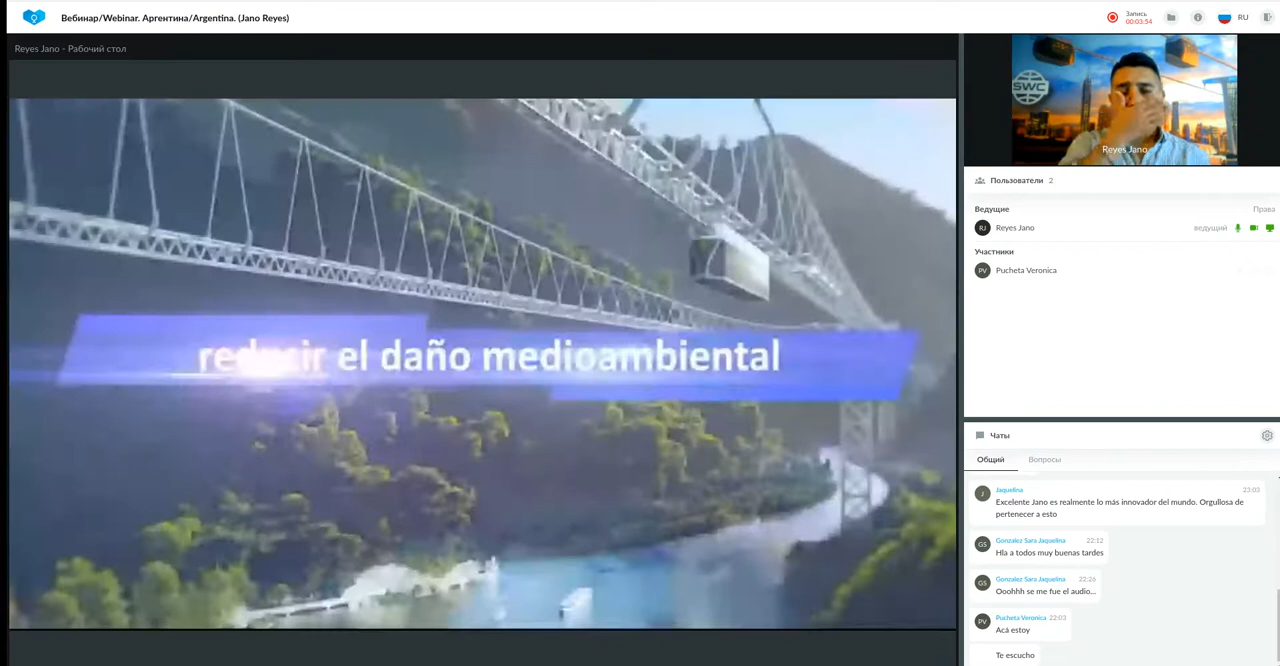 Вебинар/Webinar. Аргентина/Argentina. (Jano Reyes)
Запись
00:03:54
RU
Reyes Jano - Рабочий стол
reducir el daño medioambiental
SWC
Reyes Jano
Пользователи 2
Ведущие Права
RJ Reyes Jano ведущий
Участники
PV Pucheta Veronica
Чаты
Общий Вопросы
J Jaquelina 23:03
Excelente Jano es realmente lo más innovador del mundo. Orgullosa de
pertenecer a esto
GS Gonzalez Sara Jaquelina 22:12
Hla a todos muy buenas tardes
GS Gonzalez Sara Jaquelina 22:26
Ooohhh se me fue el audio...
PV Pucheta Veronica 22:03
Acá estoy
Te escucho